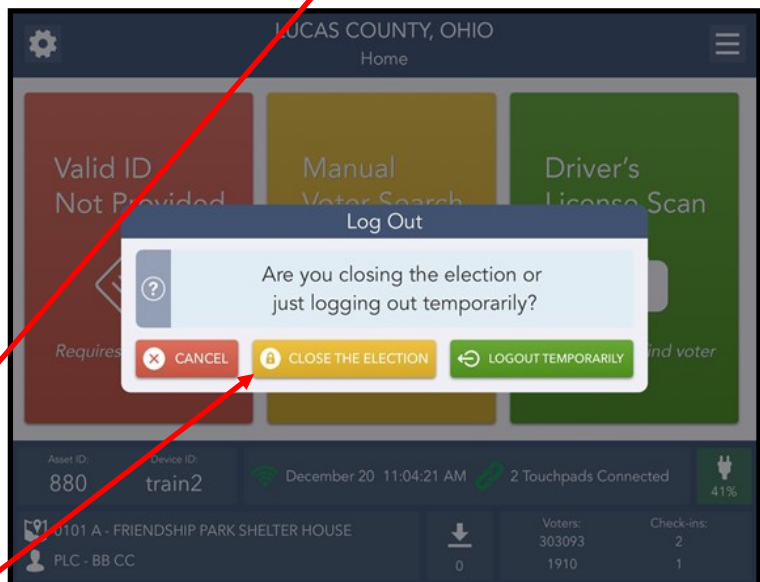 LUCAS COUNTY, OHIO
Home
Valid ID
Not Provided
Manual
Voter Search
Driver's
License Scan
Log Out
Are you closing the election or
just logging out temporarily?
CANCEL
CLOSE THE ELECTION
LOGOUT TEMPORARILY
Requires
find voter
Asset ID:
880
Device ID:
train2
December 20 11:04:21 AM
2 Touchpads Connected
41%
0101 A - FRIENDSHIP PARK SHELTER HOUSE
PLC - BB CC
0
Voters:
303093
1910
Check-ins:
2
1